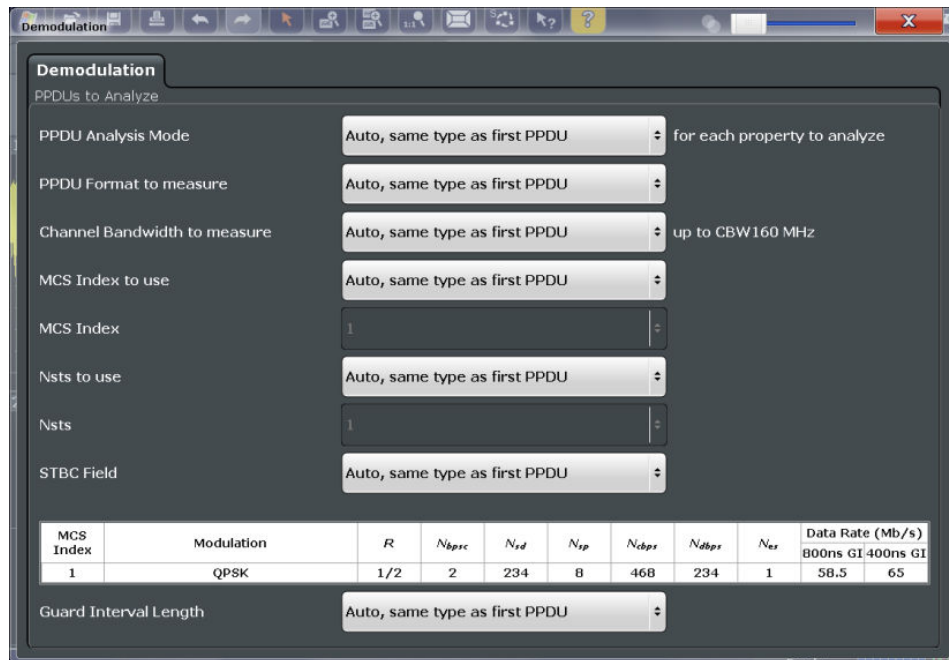 1:1 S ? ?
Demodulation X
Demodulation
PPDUs to Analyze
PPDU Analysis Mode Auto, same type as first PPDU for each property to analyze
PPDU Format to measure Auto, same type as first PPDU
Channel Bandwidth to measure Auto, same type as first PPDU up to CBW160 MHz
MCS Index to use Auto, same type as first PPDU
MCS Index 1
Nsts to use Auto, same type as first PPDU
Nsts 1
STBC Field Auto, same type as first PPDU
MCS Index Modulation R Nbpsc Nsd Nsp Ncbps Ndbps Nes Data Rate (Mb/s)
800ns GI 400ns GI
1 QPSK 1/2 2 234 8 468 234 1 58.5 65
Guard Interval Length Auto, same type as first PPDU